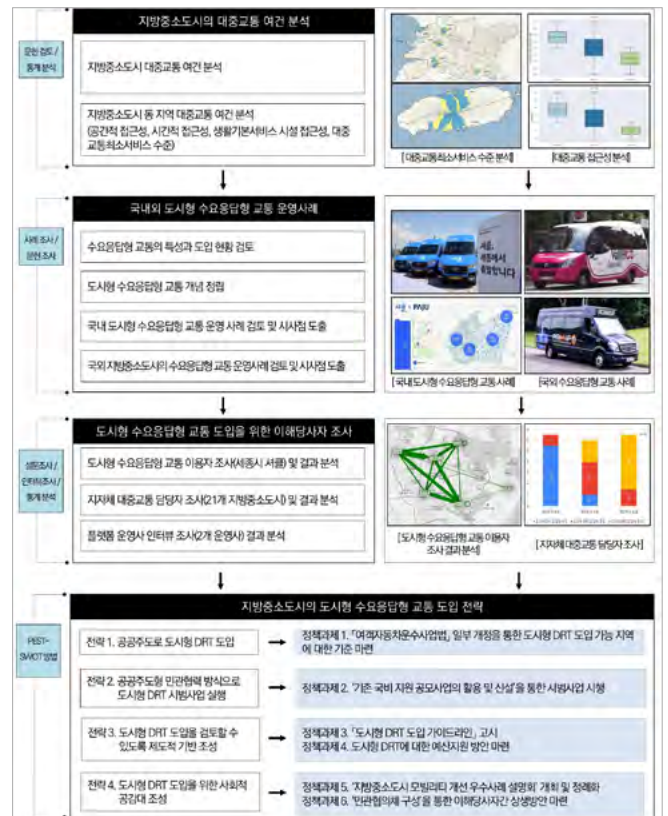 지방중소도시의 대중교통 여건 분석
문헌 검토 /
통계 분석
지방중소도시 대중교통 여건 분석
지방중소도시 동 지역 대중교통 여건 분석
(공간적 접근성, 시간적 접근성, 생활기본서비스 시설 접근성, 대중
교통최소서비스 수준)
[대중교통최소서비스 수준 분석]
[대중교통 접근성 분석]
국내외 도시형 수요응답형 교통 운영사례
사례 조사 /
문헌 조사
수요응답형 교통의 특성과 도입 현황 검토
도시형 수요응답형 교통 개념 정립
국내 도시형 수요응답형 교통 운영 사례 검토 및 시사점 도출
국외 지방중소도시의 수요응답형 교통 운영사례 검토 및 시사점 도출
셔클,
세종에서
출발합니다
PAJU
[국내 도시형 수요응답형 교통 사례]
[국외 수요응답형 교통 사례]
도시형 수요응답형 교통 도입을 위한 이해당사자 조사
설문조사 /
인터뷰조사 /
통계 분석
도시형 수요응답형 교통 이용자 조사(세종시 셔클) 및 결과 분석
지자체 대중교통 담당자 조사(21개 지방중소도시) 및 결과 분석
플랫폼 운영사 인터뷰 조사(2개 운영사) 결과 분석
[도시형 수요응답형 교통 이용자
조사 결과 분석]
[지자체 대중교통 담당자 조사]
지방중소도시의 도시형 수요응답형 교통 도입 전략
PEST-
SWOT 방법
전략 1. 공공주도로 도시형 DRT 도입
정책과제 1. 「여객자동차운수사업법」 일부 개정을 통한 도시형 DRT 도입 가능 지역
에 대한 기준 마련
전략 2. 공공주도형 민관협력 방식으로
도시형 DRT 시범사업 실행
정책과제 2. '기존 국비 지원 공모사업의 활용 및 신설'을 통한 시범사업 시행
전략 3. 도시형 DRT 도입을 검토할 수
있도록 제도적 기반 조성
정책과제 3. 「도시형 DRT 도입 가이드라인」 고시
정책과제 4. 도시형 DRT에 대한 예산지원 방안 마련
전략 4. 도시형 DRT 도입을 위한 사회적
공감대 조성
정책과제 5. '지방중소도시 모빌리티 개선 우수사례 설명회' 개최 및 정례화
정책과제 6. '민관협의체 구성'을 통한 이해당사자간 상생방안 마련